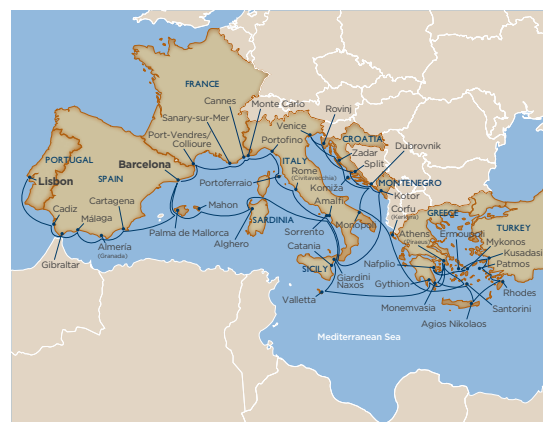 FRANCE
Cannes
Monte Carlo
Sanary-sur-Mer
Portofino
Port-Vendres/
Collioure
Venice
Rovinj
CROATIA
Zadar
Split
Dubrovnik
PORTUGAL
Lisbon
SPAIN
Barcelona
ITALY
Rome
(Civitavecchia)
Portoferraio
Komiža
MONTENEGRO
Kotor
Cadiz
Cartagena
Málaga
Mahon
Palma de Mallorca
SARDINIA
Alghero
Amalfi
Sorrento
Monopoli
Corfu
(Kerkira)
GREECE
Athens
(Piraeus)
Ermoupoli
TURKEY
Mykonos
Kusadasi
Patmos
Almería
(Granada)
Gibraltar
Catania
SICILY
Giardini
Naxos
Valletta
Nafplio
Gythion
Monemvasia
Rhodes
Santorini
Agios Nikolaos
Mediterranean Sea